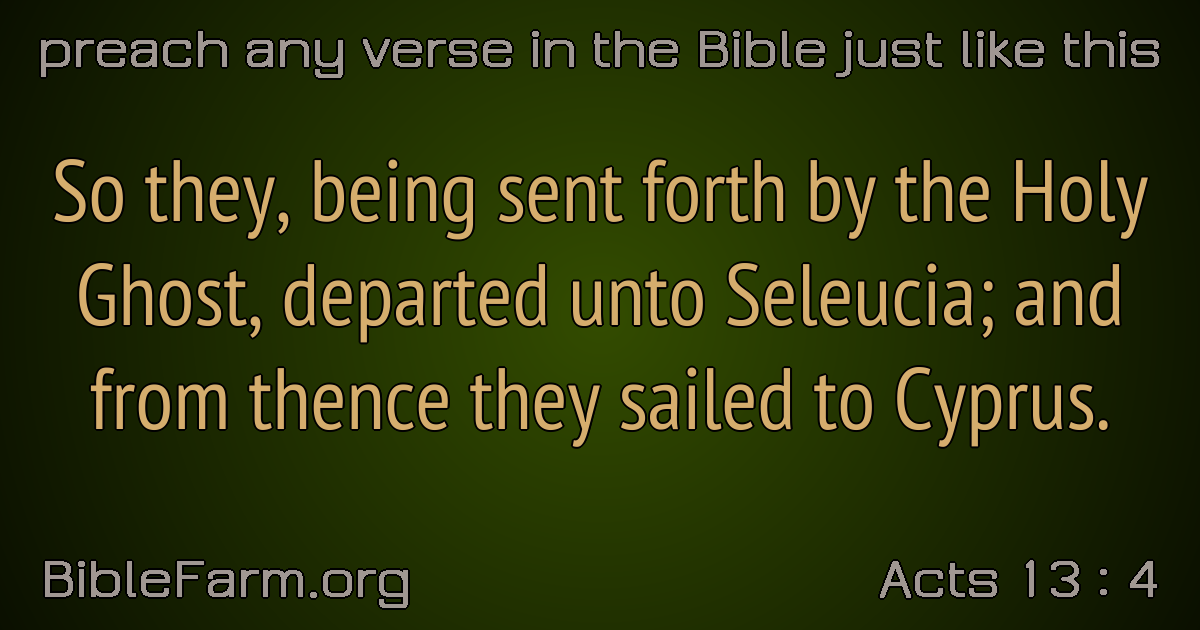 preach any verse in the Bible just like this
So they, being sent forth by the Holy
Ghost, departed unto Seleucia; and
from thence they sailed to Cyprus.
BibleFarm.org
Acts 13 : 4